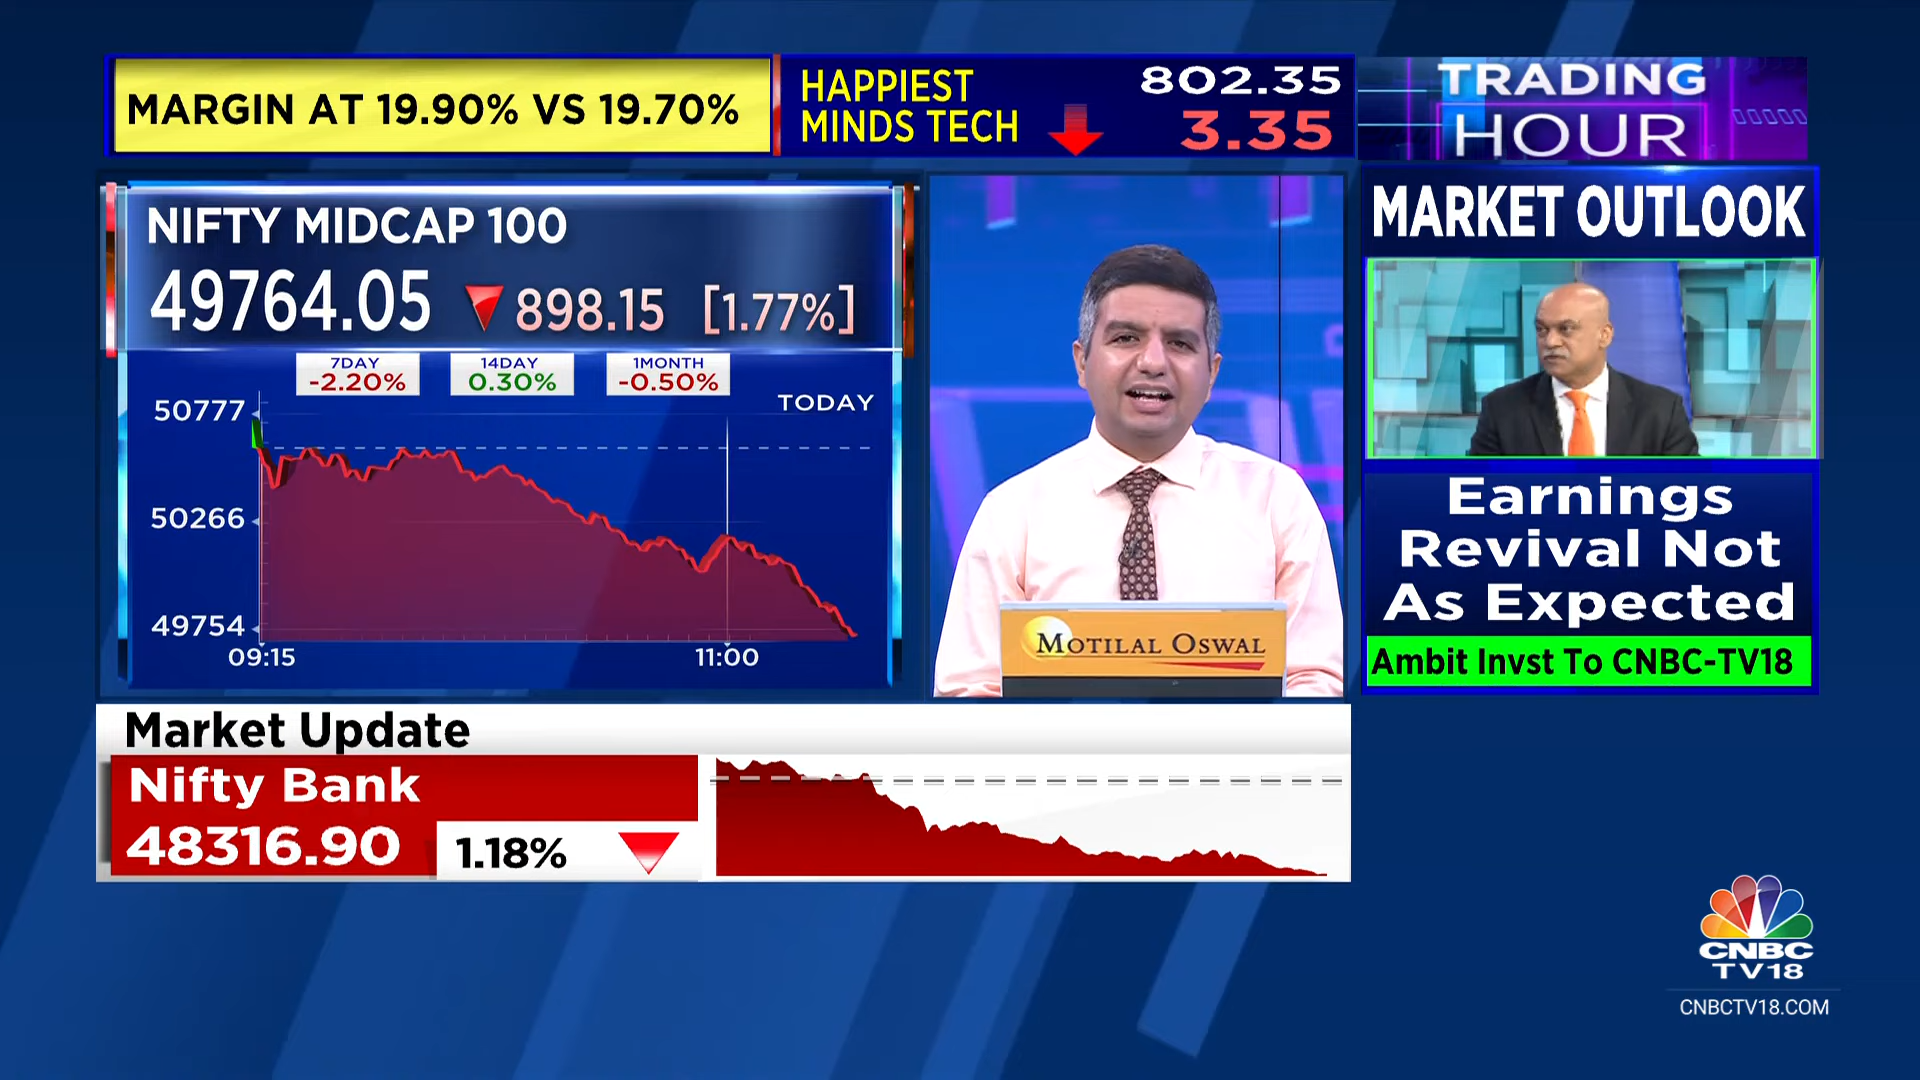 MARGIN AT 19.90% VS 19.70%
HAPPIEST
MINDS TECH
802.35
3.35
TRADING
HOUR
NIFTY MIDCAP 100
49764.05 898.15 [1.77%]
7DAY
-2.20%
14DAY
0.30%
1MONTH
-0.50%
TODAY
50777
50266
49754
09:15
11:00
MOTILAL OSWAL
MARKET OUTLOOK
Earnings
Revival Not
As Expected
Ambit Invst To CNBC-TV18
Market Update
Nifty Bank
48316.90
1.18%
CNBC
TV18
CNBCTV18.COM